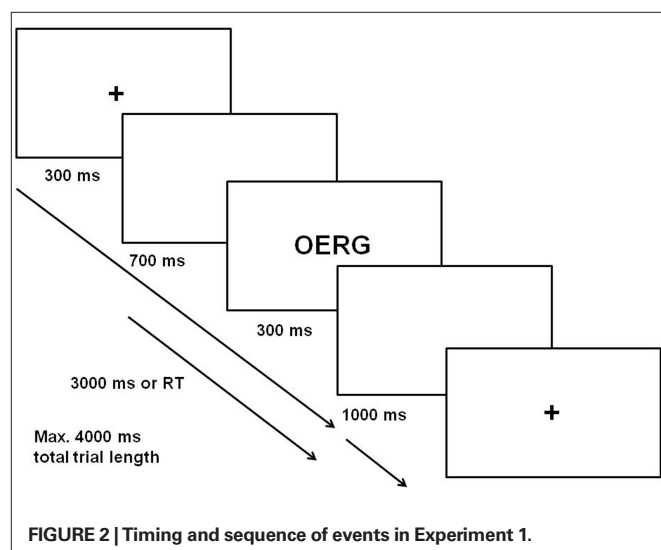 +
300 ms
700 ms
OERG
300 ms
3000 ms or RT
1000 ms
+
Max. 4000 ms
total trial length
FIGURE 2 | Timing and sequence of events in Experiment 1.